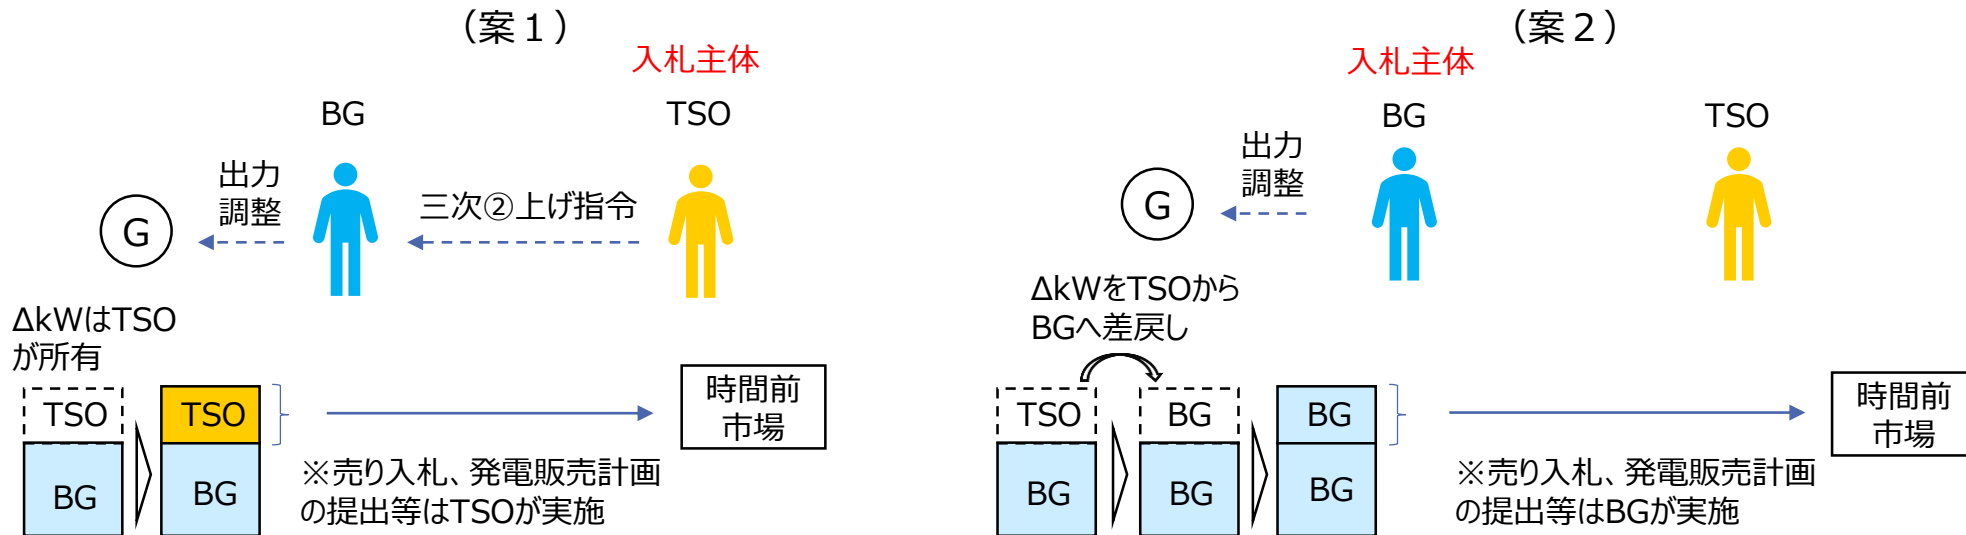 (案１)
入札主体
BG
TSO
出力
調整
三次②上げ指令
G
ΔkWはTSO
が所有
TSO
TSO
BG
BG
時間前
市場
※売り入札、発電販売計画
の提出等はTSOが実施
(案２)
入札主体
BG
TSO
出力
調整
G
ΔkWをTSOから
BGへ差戻し
TSO
BG
BG
BG
BG
BG
時間前
市場
※売り入札、発電販売計画
の提出等はBGが実施